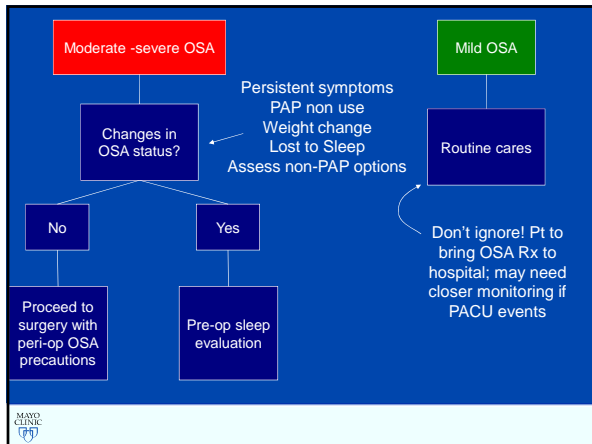 Moderate -severe OSA
Mild OSA
Persistent symptoms
PAP non use
Weight change
Lost to Sleep
Assess non-PAP options
Changes in
OSA status?
Routine cares
No
Yes
Don't ignore! Pt to
bring OSA Rx to
hospital; may need
closer monitoring if
PACU events
Proceed to
surgery with
peri-op OSA
precautions
Pre-op sleep
evaluation
MAYO
CLINIC